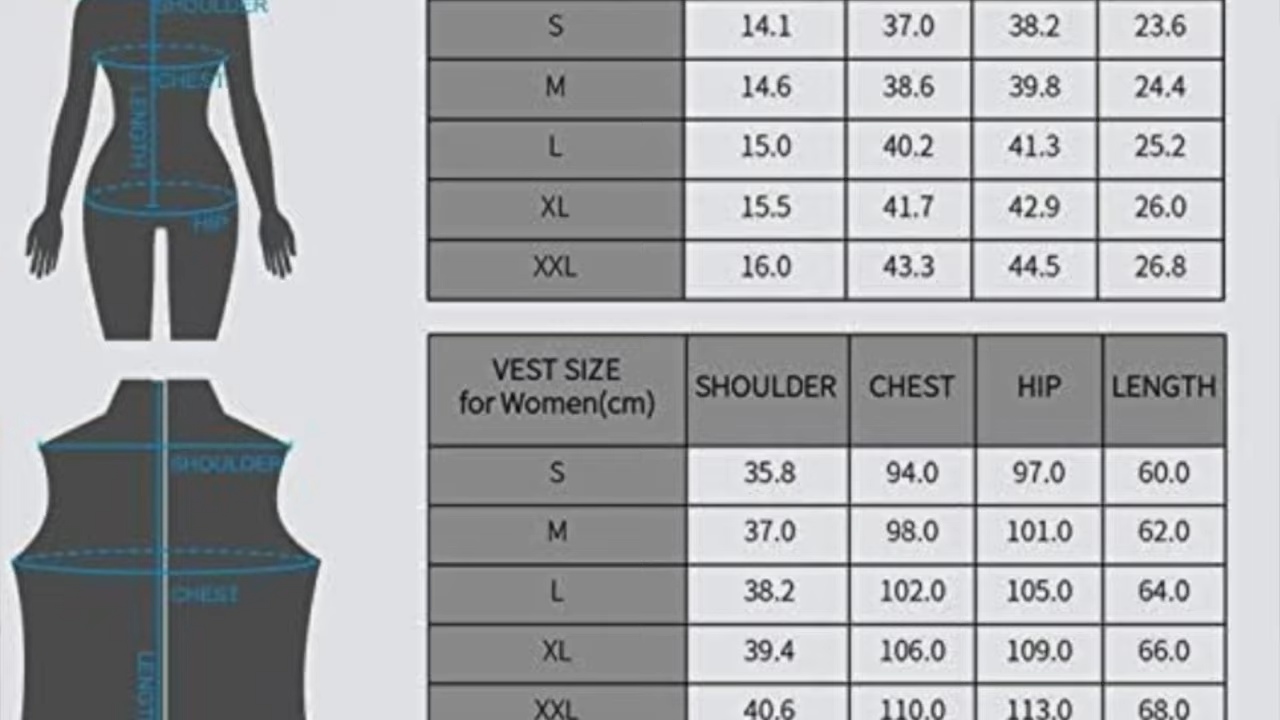 SHOULDER
CHEST
LENGTH
HIP
S 14.1 37.0 38.2 23.6
M 14.6 38.6 39.8 24.4
L 15.0 40.2 41.3 25.2
XL 15.5 41.7 42.9 26.0
XXL 16.0 43.3 44.5 26.8
VEST SIZE
for Women(cm) SHOULDER CHEST HIP LENGTH
S 35.8 94.0 97.0 60.0
M 37.0 98.0 101.0 62.0
L 38.2 102.0 105.0 64.0
XL 39.4 106.0 109.0 66.0
XXL 40.6 110.0 113.0 68.0
SHOULDER
CHEST
LENGT